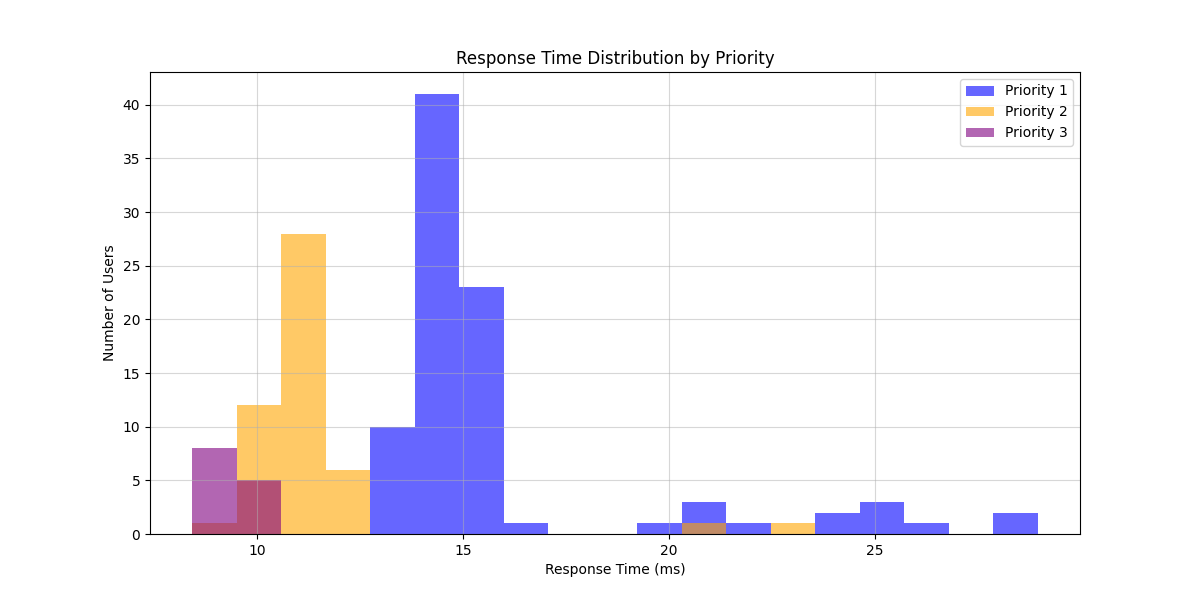 Response Time Distribution by Priority
Priority 1
Priority 2
Priority 3
Number of Users
40
35
30
25
20
15
10
5
0
10
15
20
25
Response Time (ms)